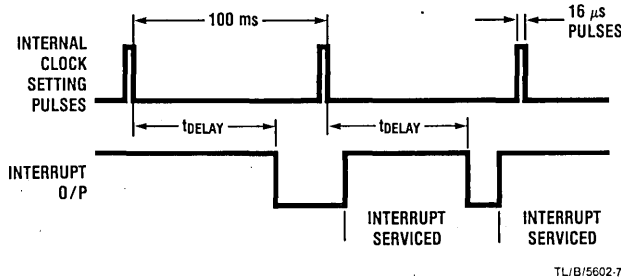 100 ms
16 µs
PULSES
INTERNAL
CLOCK
SETTING
PULSES
tDELAY
tDELAY
INTERRUPT
O/P
INTERRUPT
SERVICED
INTERRUPT
SERVICED
TL/B/5602-7